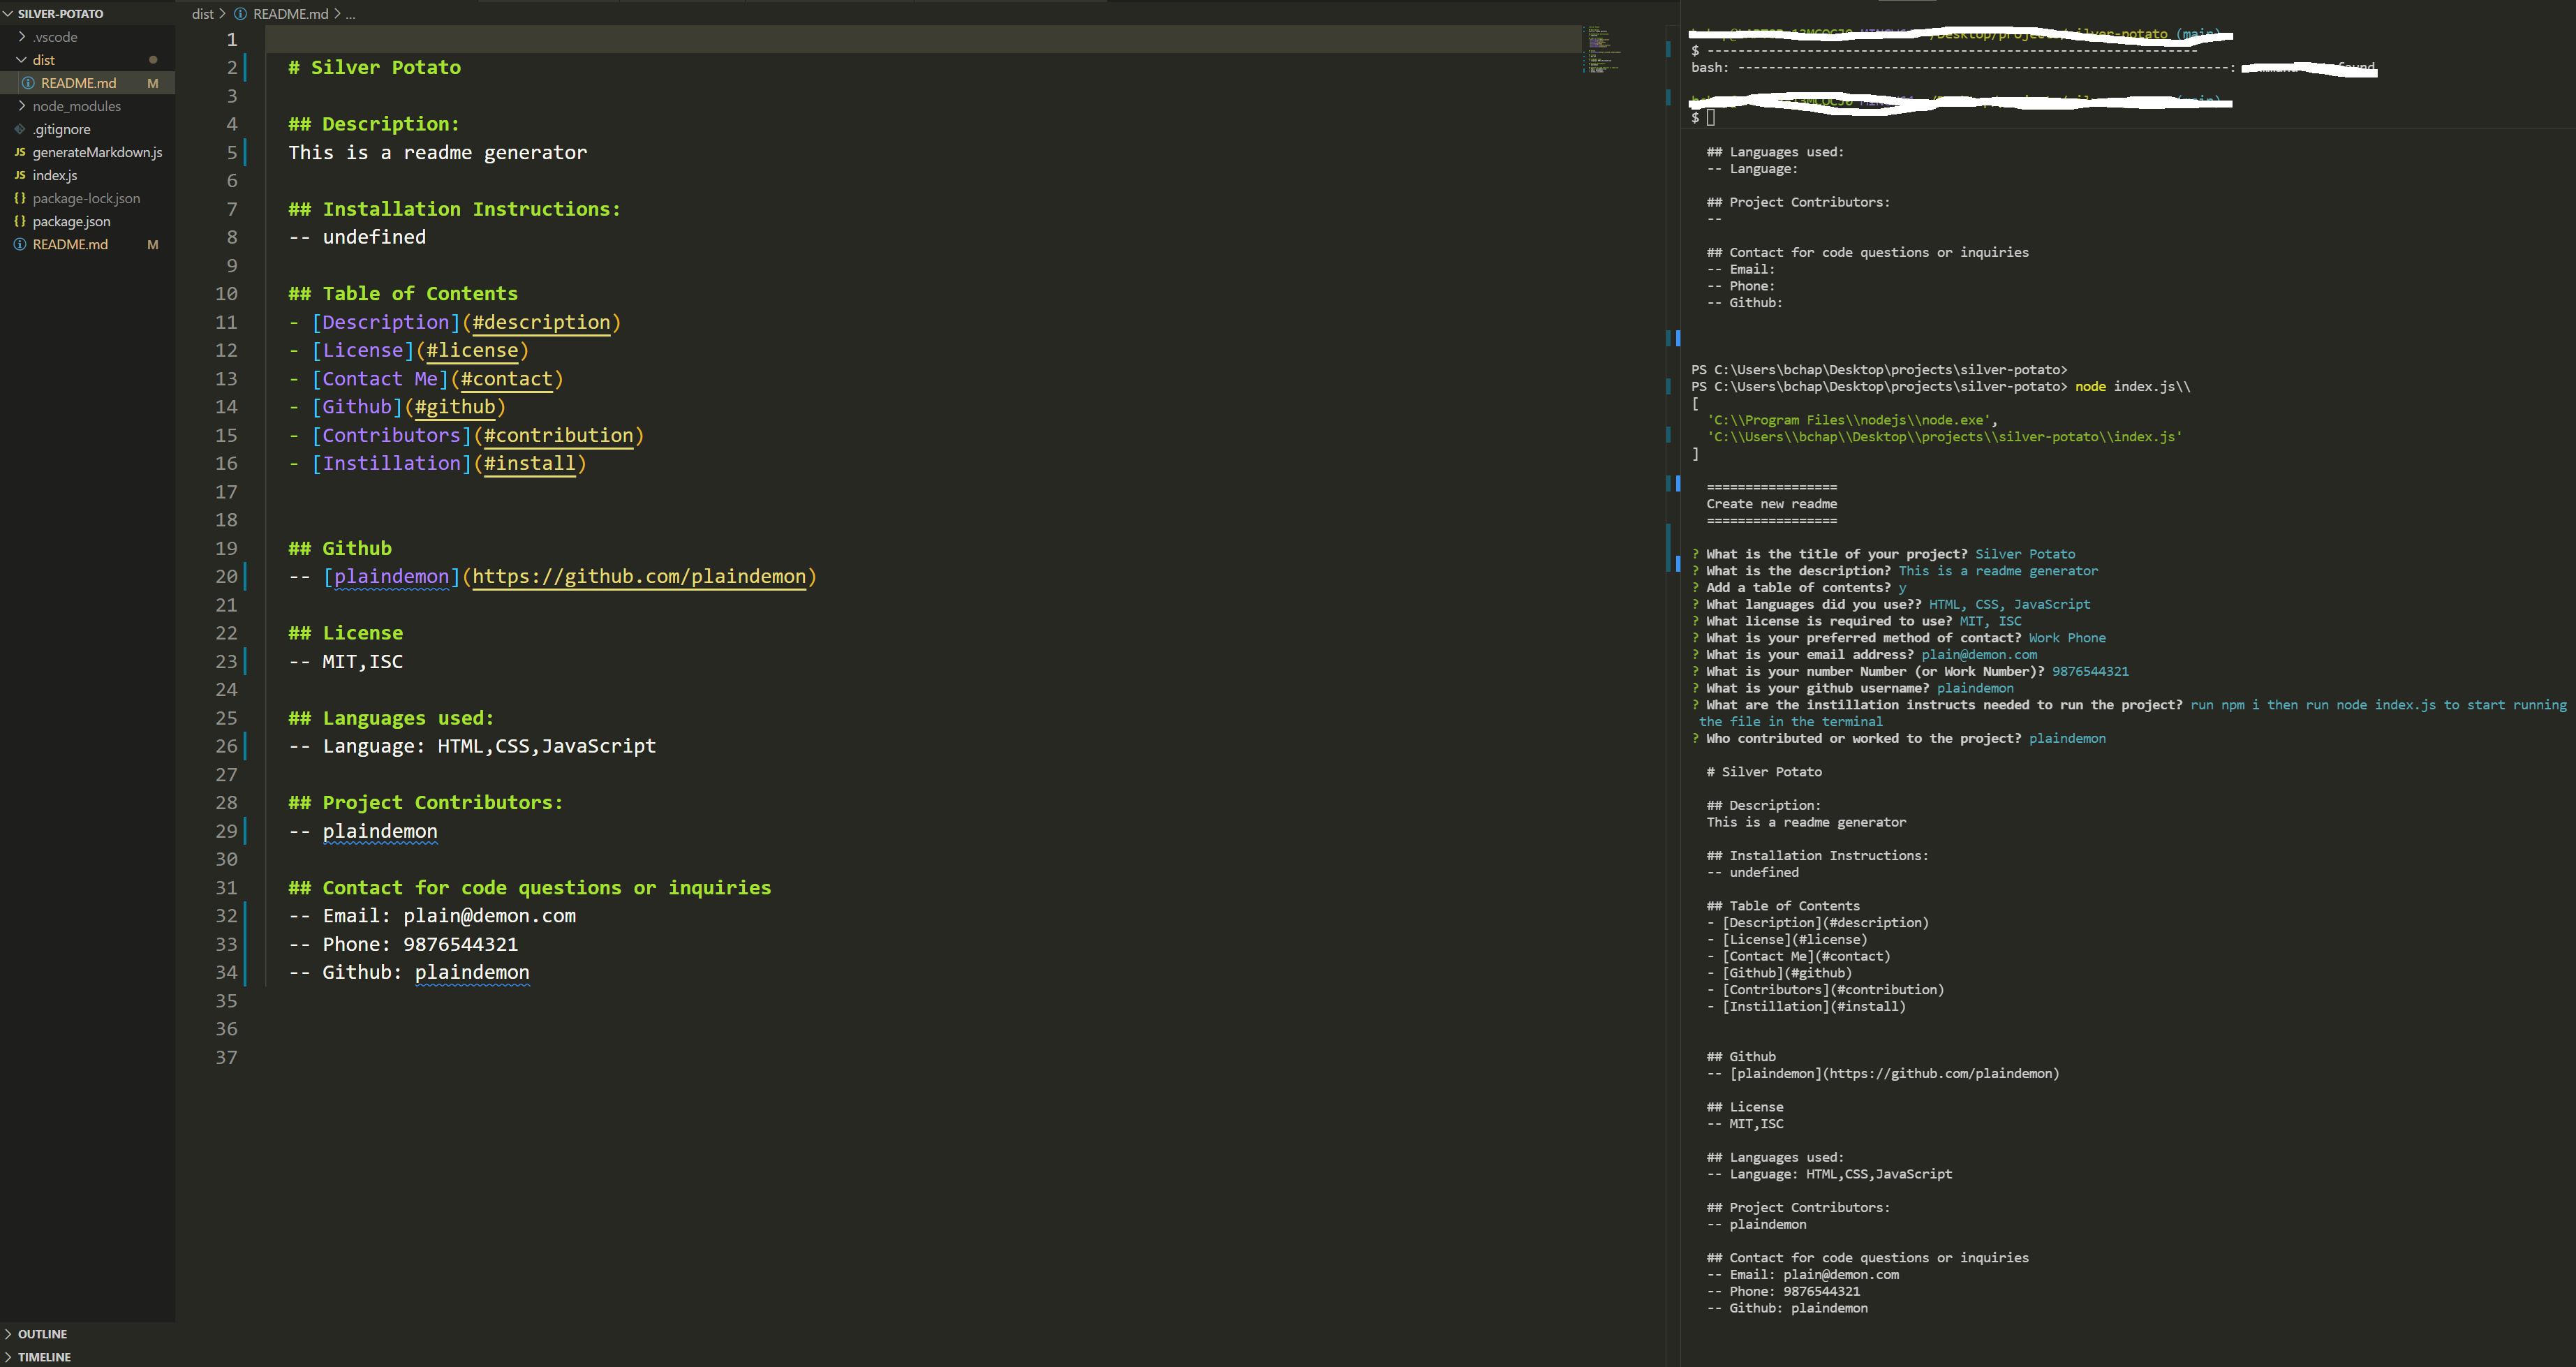 SILVER-POTATO
.vscode
dist
README.md M
node_modules
.gitignore
JS generateMarkdown.js
JS index.js
{} package-lock.json
{} package.json
README.md M
OUTLINE
TIMELINE
dist > README.md > ...
1
2 # Silver Potato
3
4 ## Description:
5 This is a readme generator
6
7 ## Installation Instructions:
8 -- undefined
9
10 ## Table of Contents
11 - [Description](#description)
12 - [License](#license)
13 - [Contact Me](#contact)
14 - [Github](#github)
15 - [Contributors](#contribution)
16 - [Instillation](#install)
17
18
19 ## Github
20 -- [plaindemon](https://github.com/plaindemon)
21
22 ## License
23 -- MIT,ISC
24
25 ## Languages used:
26 -- Language: HTML,CSS,JavaScript
27
28 ## Project Contributors:
29 -- plaindemon
30
31 ## Contact for code questions or inquiries
32 -- Email: plain@demon.com
33 -- Phone: 9876544321
34 -- Github: plaindemon
35
36
37
silver-potato (main)
$ ----------------------------------------------------------------
bash: ----------------------------------------------------------------: found
$
## Languages used:
-- Language:
## Project Contributors:
--
## Contact for code questions or inquiries
-- Email:
-- Phone:
-- Github:
PS C:\Users\bchap\Desktop\projects\silver-potato>
PS C:\Users\bchap\Desktop\projects\silver-potato> node index.js\\
[
'C:\\Program Files\\nodejs\\node.exe',
'C:\\Users\\bchap\\Desktop\\projects\\silver-potato\\index.js'
]
=================
Create new readme
=================
? What is the title of your project? Silver Potato
? What is the description? This is a readme generator
? Add a table of contents? y
? What languages did you use?? HTML, CSS, JavaScript
? What license is required to use? MIT, ISC
? What is your preferred method of contact? Work Phone
? What is your email address? plain@demon.com
? What is your number Number (or Work Number)? 9876544321
? What is your github username? plaindemon
? What are the instillation instructs needed to run the project? run npm i then run node index.js to start running
the file in the terminal
? Who contributed or worked to the project? plaindemon
# Silver Potato
## Description:
This is a readme generator
## Installation Instructions:
-- undefined
## Table of Contents
- [Description](#description)
- [License](#license)
- [Contact Me](#contact)
- [Github](#github)
- [Contributors](#contribution)
- [Instillation](#install)
## Github
-- [plaindemon](https://github.com/plaindemon)
## License
-- MIT,ISC
## Languages used:
-- Language: HTML,CSS,JavaScript
## Project Contributors:
-- plaindemon
## Contact for code questions or inquiries
-- Email: plain@demon.com
-- Phone: 9876544321
-- Github: plaindemon